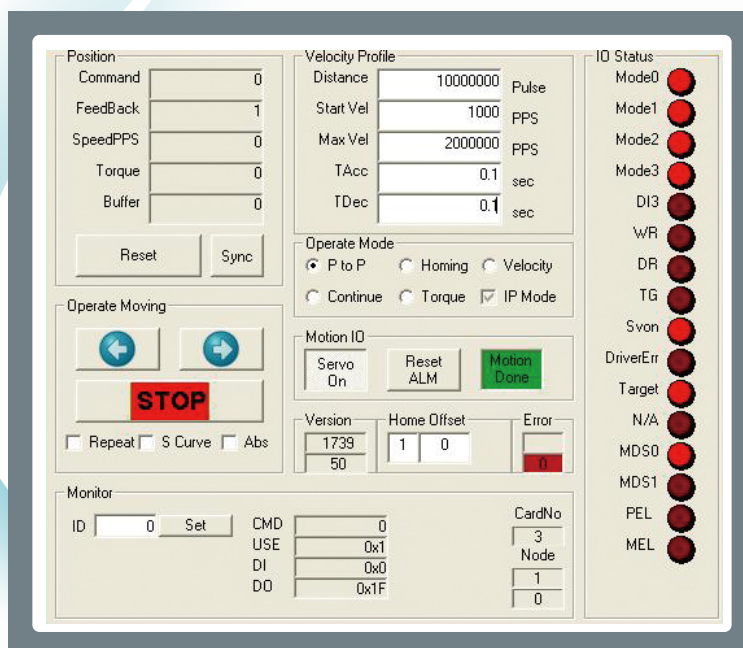 Position
Command 0
FeedBack 1
SpeedPPS 0
Torque 0
Buffer 0
Reset Sync
Velocity Profile
Distance 10000000 Pulse
Start Vel 1000 PPS
Max Vel 2000000 PPS
TAcc 0.1 sec
TDec 0.1 sec
Operate Mode
P to P Homing Velocity
Continue Torque IP Mode
Operate Moving
STOP
Repeat S Curve Abs
Motion IO
Servo On
Reset ALM
Motion Done
Version
1739
50
Home Offset
1 0
Error
0
Monitor
ID 0 Set
CMD 0
USE 0x1
DI 0x0
DO 0x1F
CardNo
3
Node
1
0
IO Status
Mode0
Mode1
Mode2
Mode3
DI3
WR
DR
TG
Svon
DriverErr
Target
N/A
MDS0
MDS1
PEL
MEL